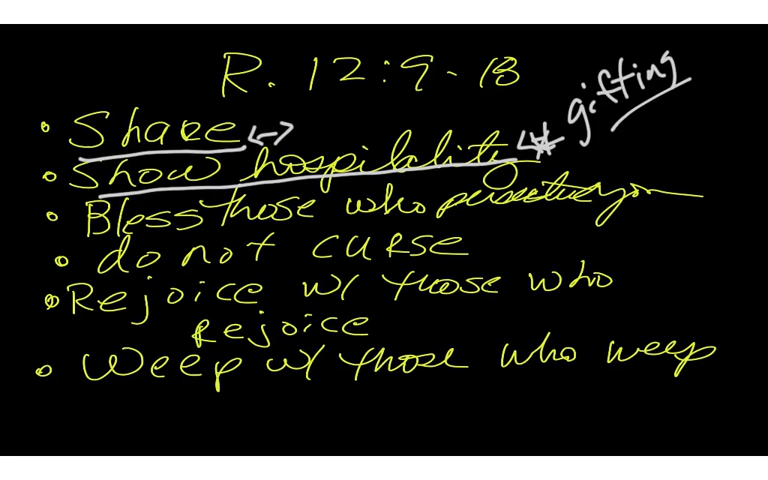 R. 12:9-18
• Share ↔
• Show hospitality * gifting
• Bless those who persecute you
• do not curse
• Rejoice w/ those who
rejoice
• Weep w/ those who weep